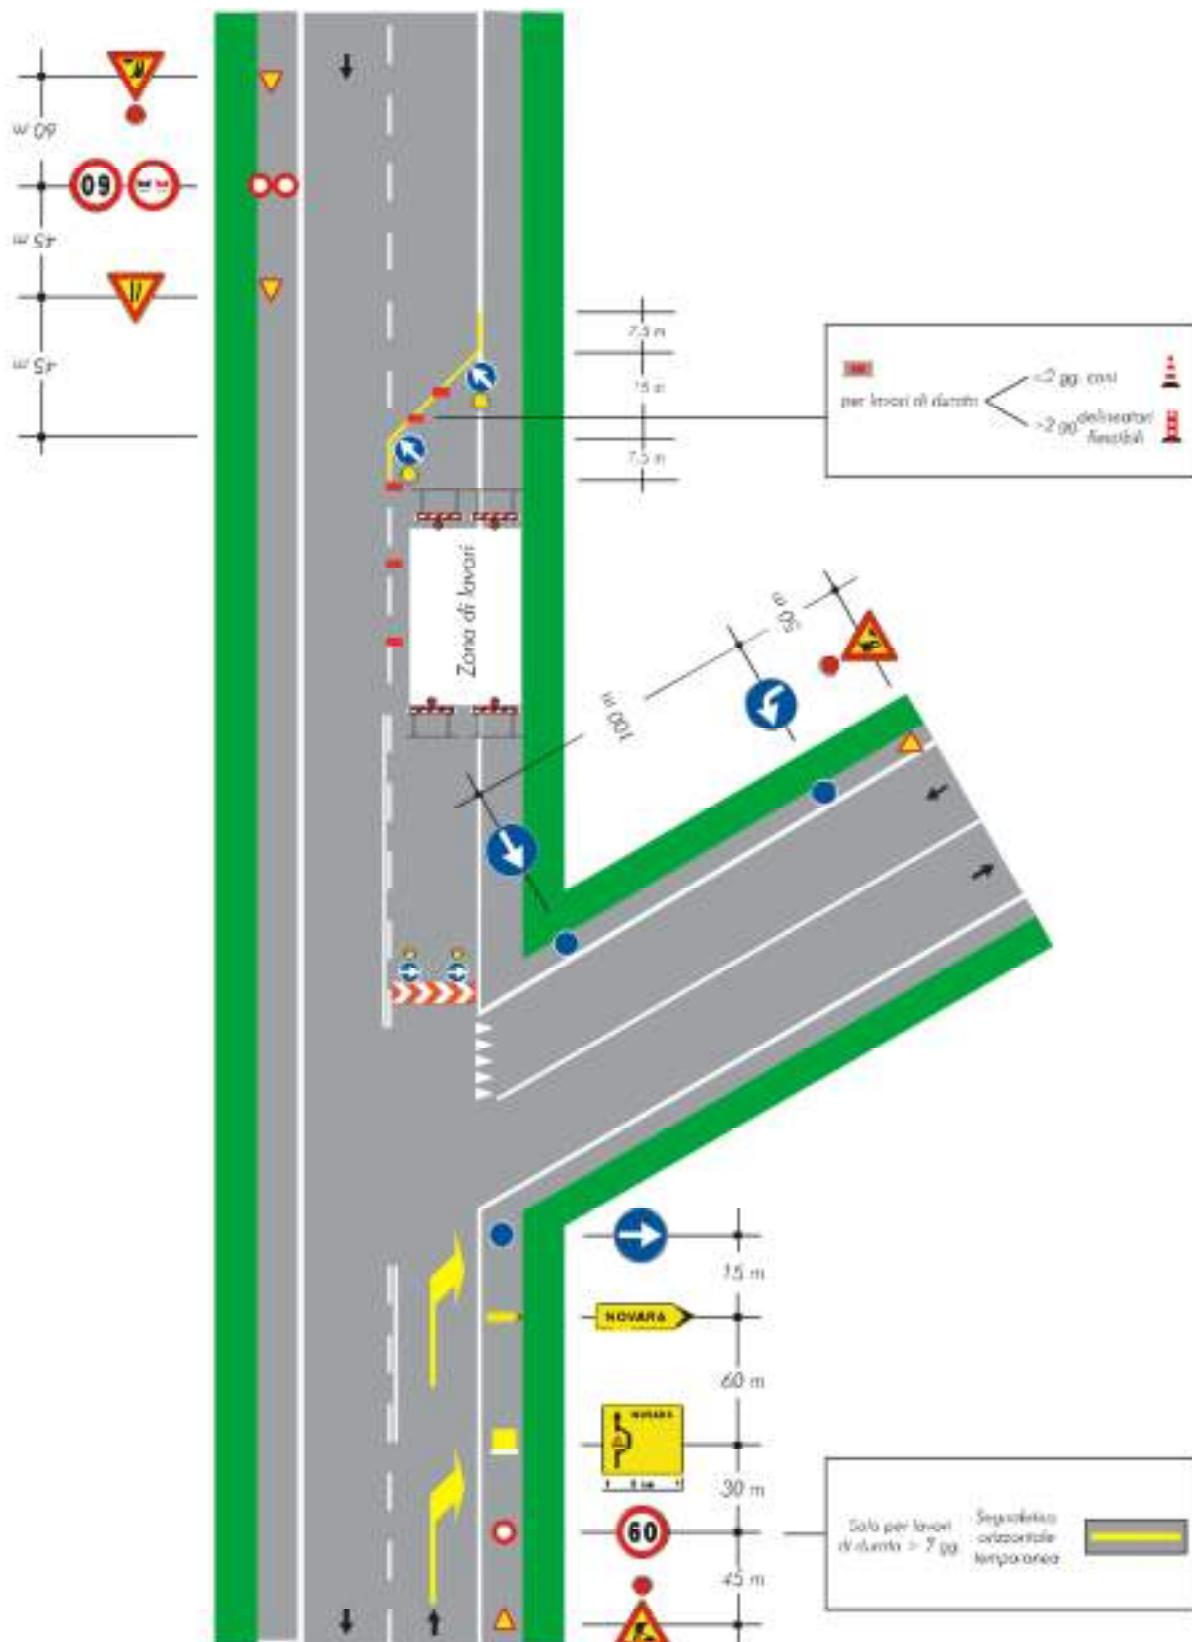 60 m
60
45 m
45 m
7,5 m
15 m
7,5 m
<2 gg. coni
per lavori di durata
>2 gg. delineatori
flessibili
Zona di lavori
50 m
100 m
15 m
NOVARA
60 m
NOVARA
30 m
60
45 m
Solo per lavori
di durata > 7 gg.
Segnaletica
orizzontale
temporanea